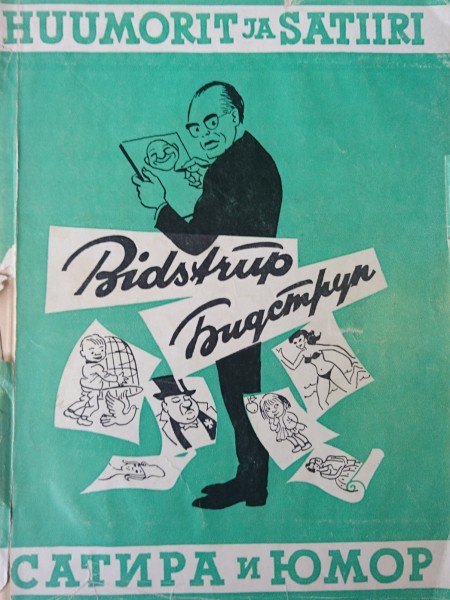 HUUMORIT JA SATIIRI
Bidstrup
Бидструп
САТИРА И ЮМОР